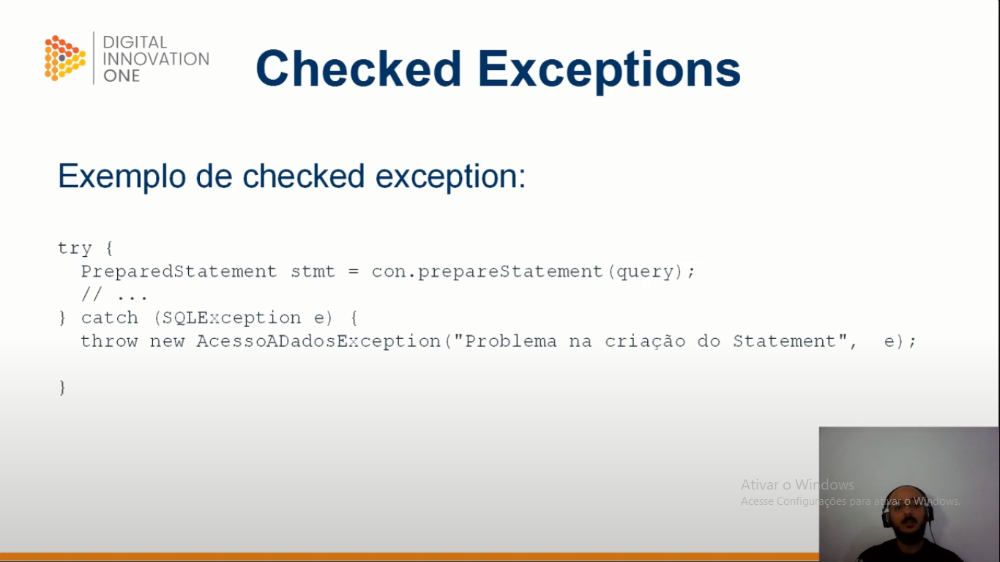 DIGITAL
INNOVATION
ONE
Checked Exceptions
Exemplo de checked exception:
try {
  PreparedStatement stmt = con.prepareStatement(query);
  // ...
} catch (SQLException e) {
  throw new AcessoADadosException("Problema na criação do Statement",  e);
}
Ativar o Windows
Acesse Configurações para ativar o Windows.